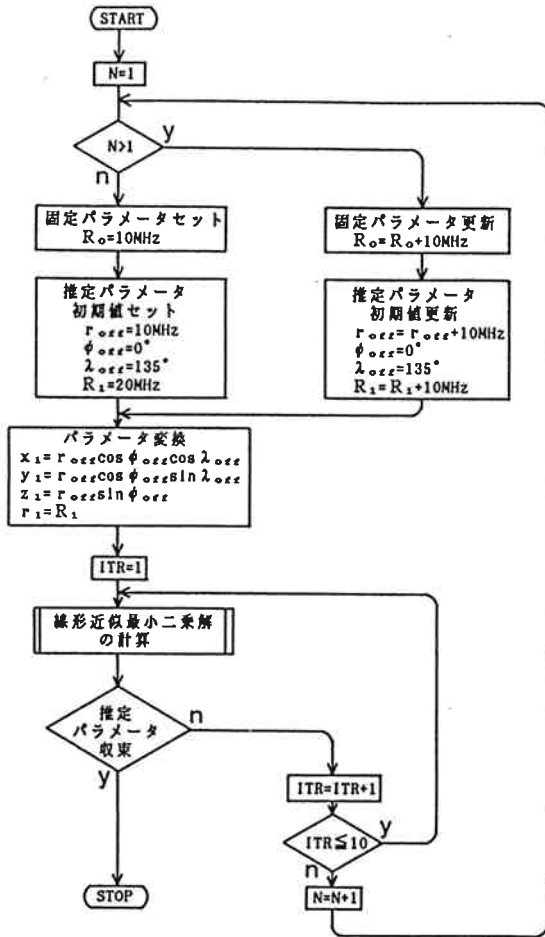 START
N=1
N>1
y
n
固定パラメータセット
R₀=10MHz
固定パラメータ更新
R₀=R₀+10MHz
推定パラメータ
初期値セット
rₒff=10MHz
φₒff=0°
λₒff=135°
R₁=20MHz
推定パラメータ
初期値更新
rₒff=rₒff+10MHz
φₒff=0°
λₒff=135°
R₁=R₁+10MHz
パラメータ変換
x₁=rₒffcosφₒffcosλₒff
y₁=rₒffcosφₒffsinλₒff
z₁=rₒffsinφₒff
r₁=R₁
ITR=1
線形近似最小二乗解
の計算
推定
パラメータ
収束
n
y
ITR=ITR+1
ITR≦10
y
n
N=N+1
STOP